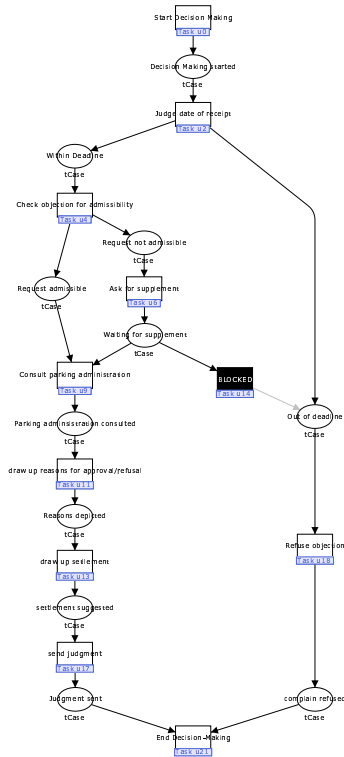 Start Decision Making
Task u0
Decision Making started
tCase
Judge date of receipt
Task u2
Within Deadline
tCase
Check objection for admissibility
Task u4
Request not admissible
tCase
Request admissible
tCase
Ask for supplement
Task u6
Waiting for supplement
tCase
Consult parking administration
Task u9
BLOCKED
Task u14
Parking administration consulted
tCase
Out of deadline
tCase
draw up reasons for approval/refusal
Task u11
Reasons depicted
tCase
Refuse objection
Task u18
draw up settlement
Task u13
settlement suggested
tCase
send judgment
Task u17
Judgment sent
tCase
complain refused
tCase
End Decision-Making
Task u21